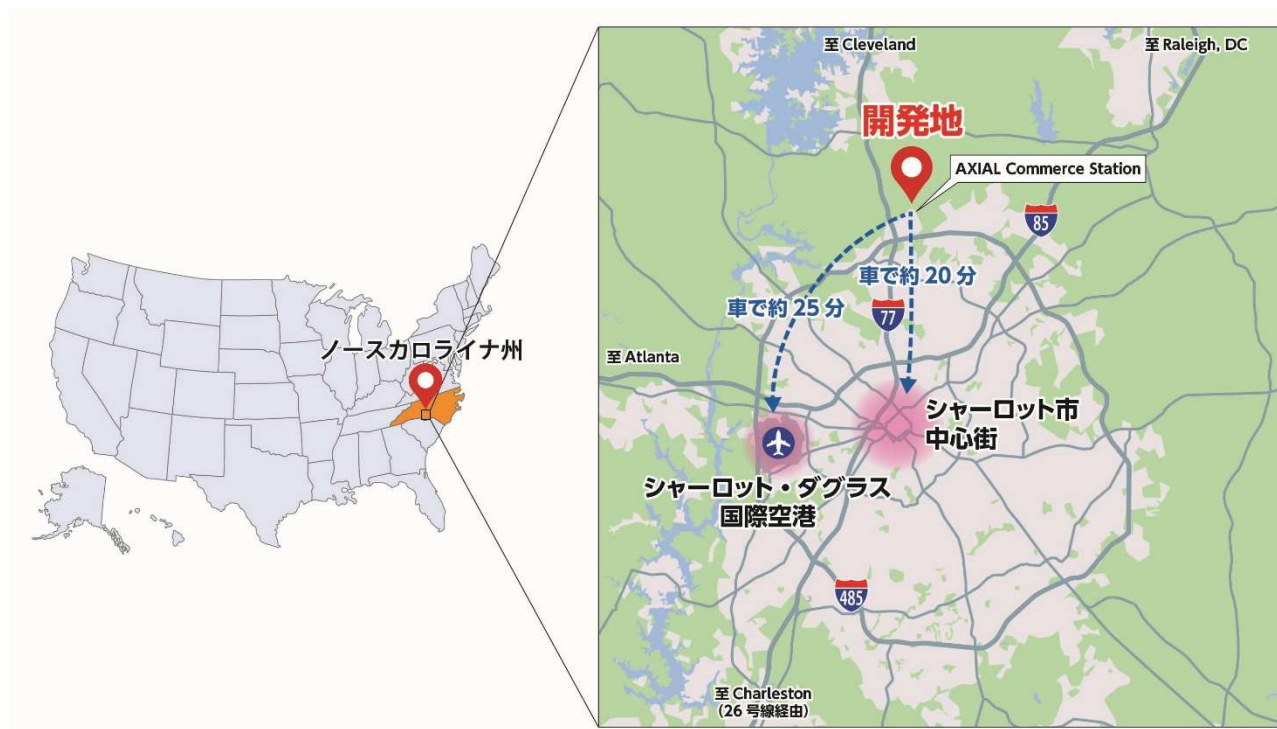 ノースカロライナ州
至 Cleveland
至 Raleigh, DC
開発地
AXIAL Commerce Station
85
車で約 20 分
車で約 25 分
77
至 Atlanta
シャーロット市
中心街
シャーロット・ダグラス
国際空港
485
至 Charleston
(26 号線経由)